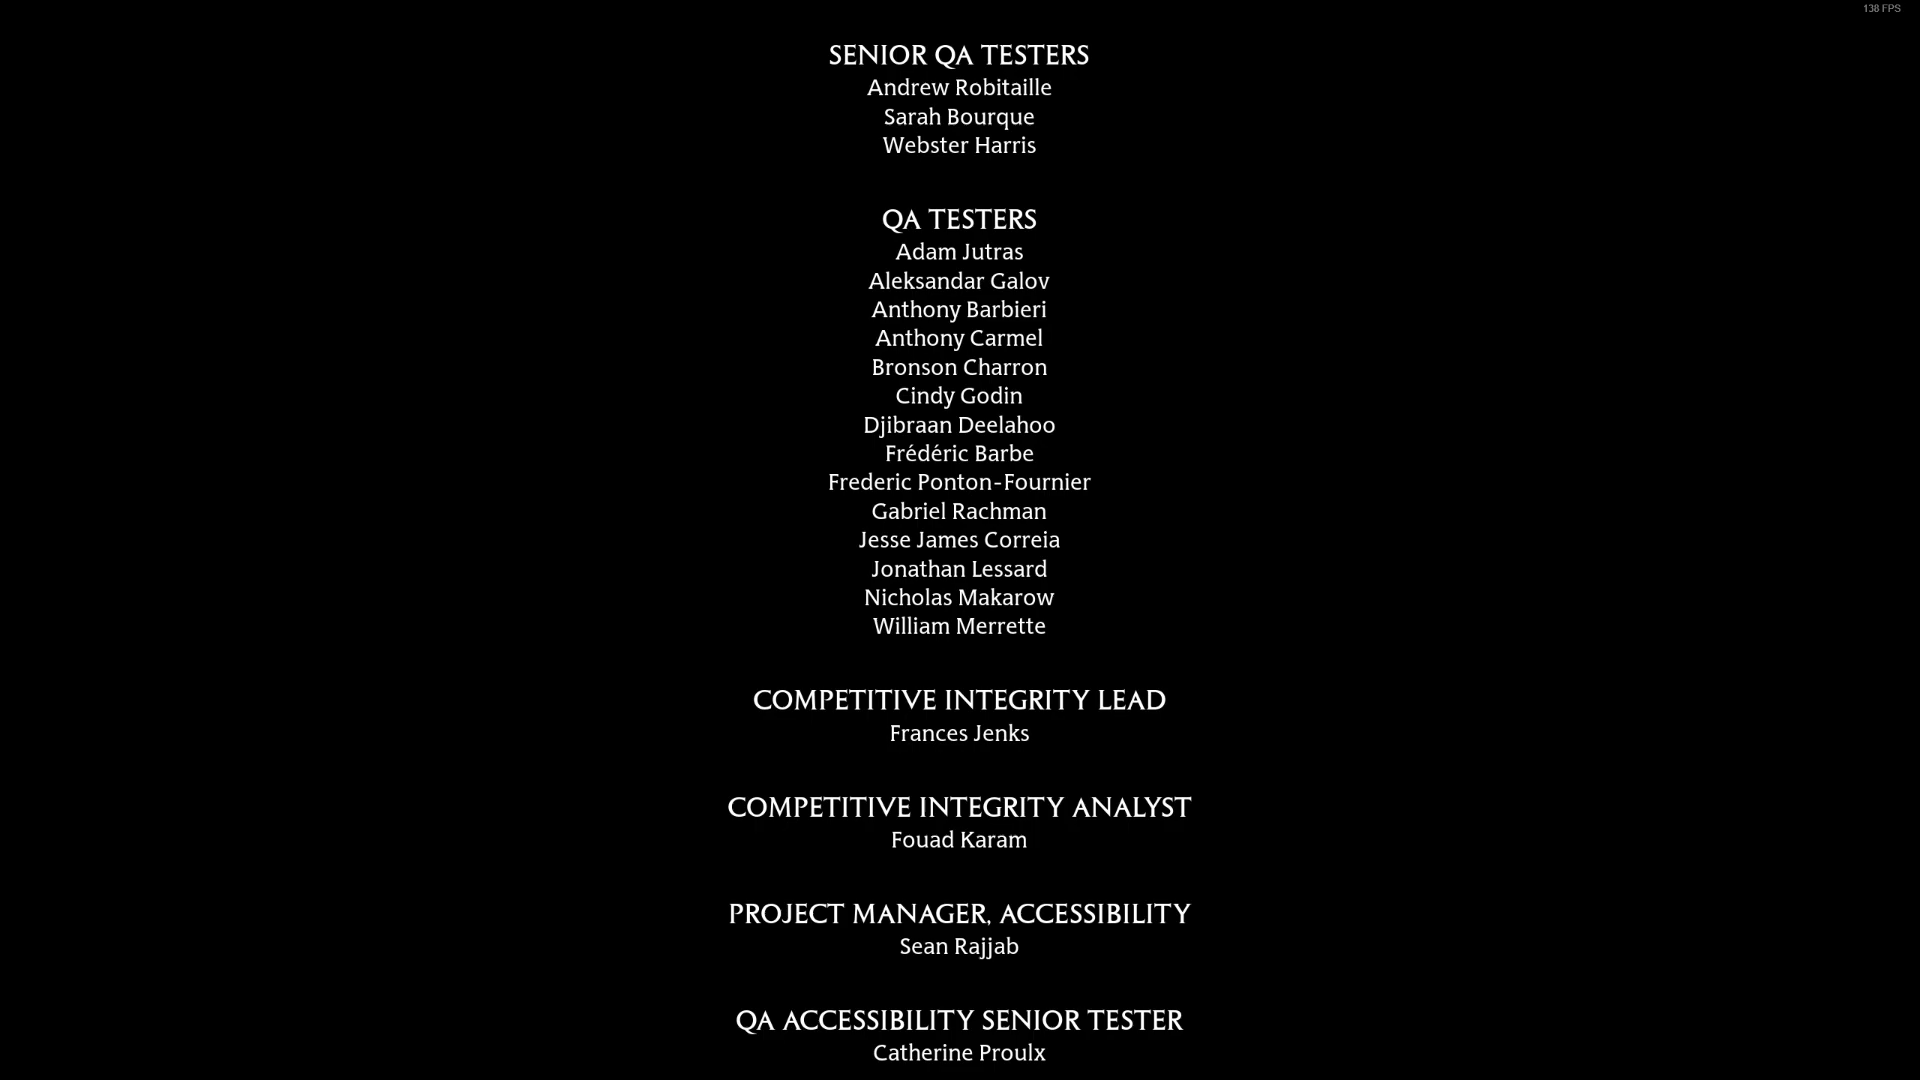 138 FPS
SENIOR QA TESTERS
Andrew Robitaille
Sarah Bourque
Webster Harris
QA TESTERS
Adam Jutras
Aleksandar Galov
Anthony Barbieri
Anthony Carmel
Bronson Charron
Cindy Godin
Djibraan Deelahoo
Frédéric Barbe
Frederic Ponton-Fournier
Gabriel Rachman
Jesse James Correia
Jonathan Lessard
Nicholas Makarow
William Merrette
COMPETITIVE INTEGRITY LEAD
Frances Jenks
COMPETITIVE INTEGRITY ANALYST
Fouad Karam
PROJECT MANAGER, ACCESSIBILITY
Sean Rajjab
QA ACCESSIBILITY SENIOR TESTER
Catherine Proulx